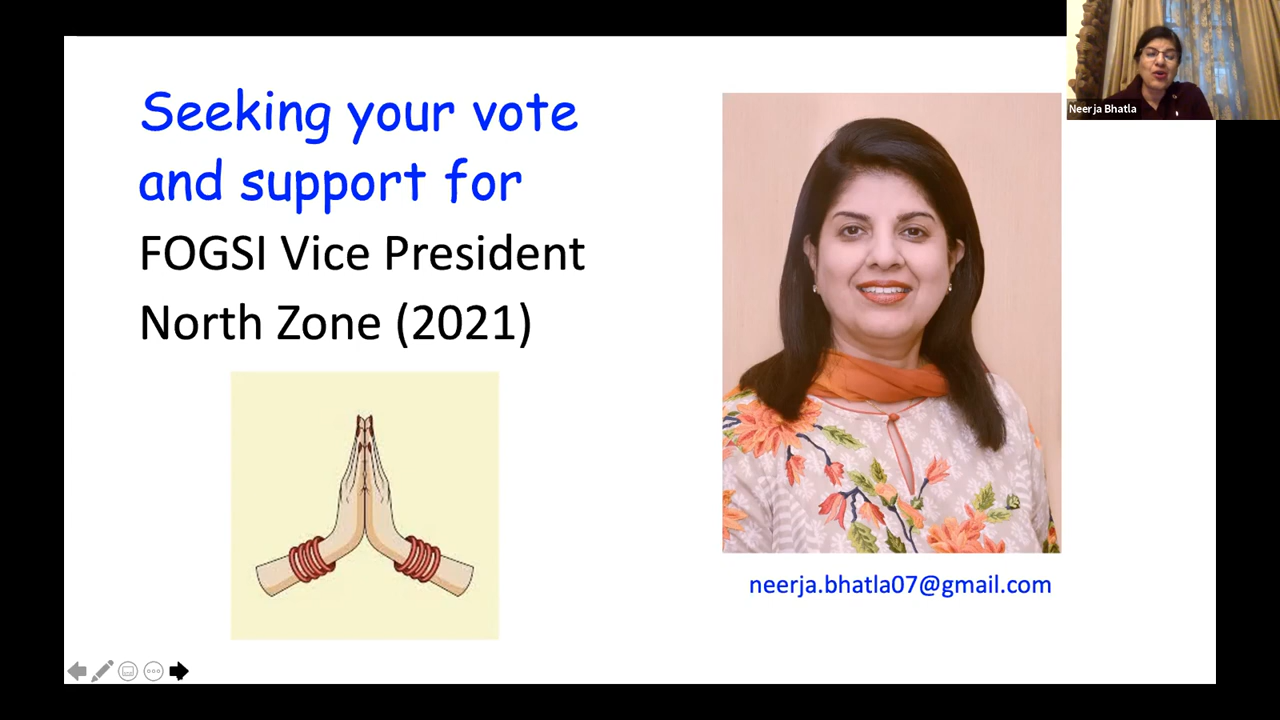 Seeking your vote
and support for
FOGSI Vice President
North Zone (2021)
neerja.bhatla07@gmail.com
Neerja Bhatla